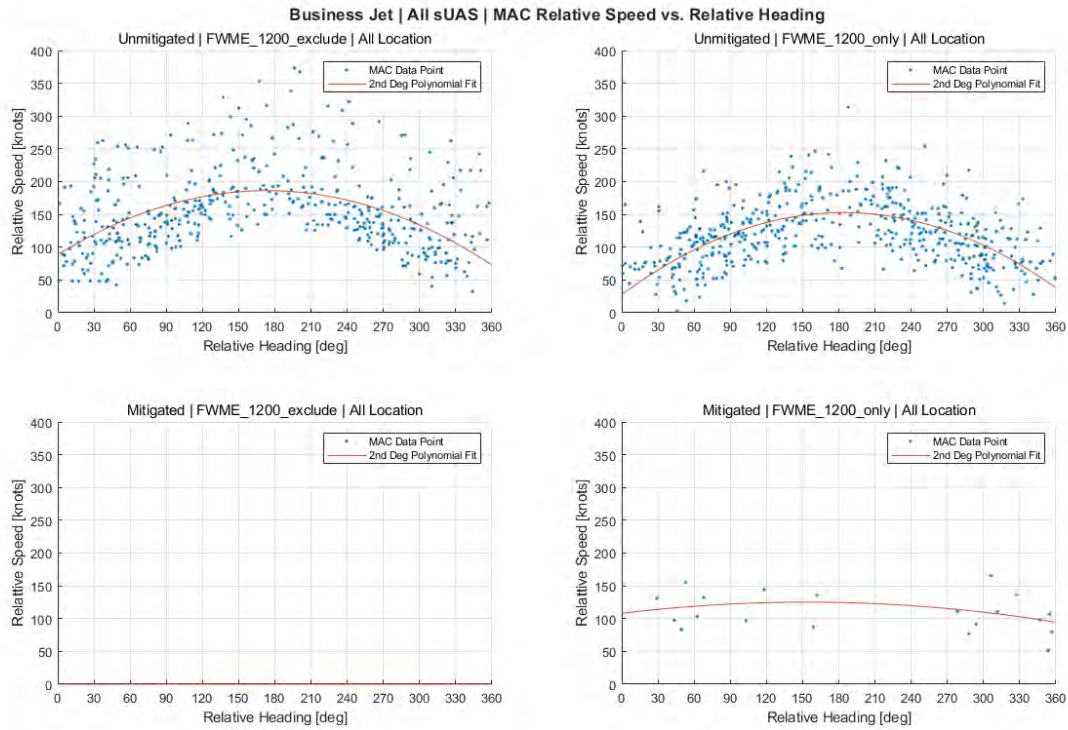 Business Jet | All sUAS | MAC Relative Speed vs. Relative Heading
Unmitigated | FWME_1200_exclude | All Location
400
350
300
250
200
150
100
50
0
Relative Speed [knots]
MAC Data Point
2nd Deg Polynomial Fit
0 30 60 90 120 150 180 210 240 270 300 330 360
Relative Heading [deg]
Unmitigated | FWME_1200_only | All Location
400
350
300
250
200
150
100
50
0
Relative Speed [knots]
MAC Data Point
2nd Deg Polynomial Fit
0 30 60 90 120 150 180 210 240 270 300 330 360
Relative Heading [deg]
Mitigated | FWME_1200_exclude | All Location
400
350
300
250
200
150
100
50
0
Relative Speed [knots]
MAC Data Point
2nd Deg Polynomial Fit
0 30 60 90 120 150 180 210 240 270 300 330 360
Relative Heading [deg]
Mitigated | FWME_1200_only | All Location
400
350
300
250
200
150
100
50
0
Relative Speed [knots]
MAC Data Point
2nd Deg Polynomial Fit
0 30 60 90 120 150 180 210 240 270 300 330 360
Relative Heading [deg]